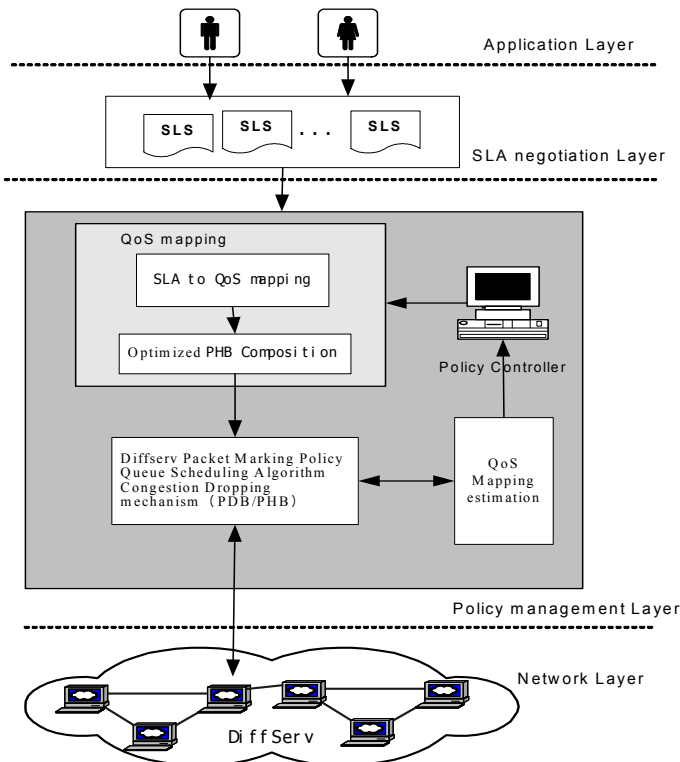 Application Layer
SLS
SLS
...
SLS
SLA negotiation Layer
QoS mapping
SLA to QoS mapping
Optimized PHB Composition
Policy Controller
Diffserv Packet Marking Policy
Queue Scheduling Algorithm
Congestion Dropping
mechanism（PDB/PHB）
QoS
Mapping
estimation
Policy management Layer
Network Layer
DiffServ